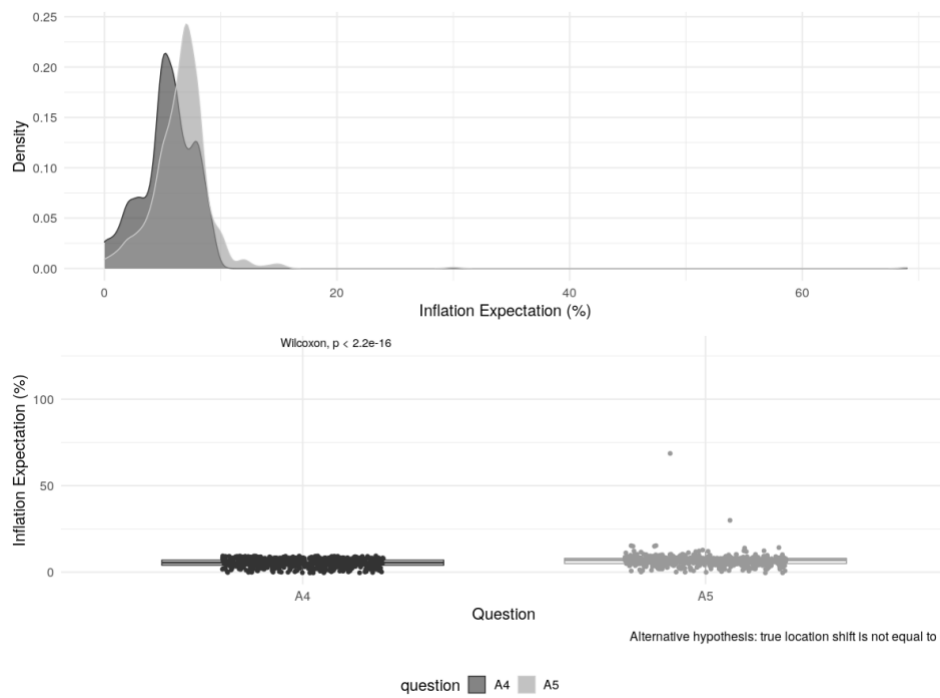 0.25
0.20
0.15
0.10
0.05
0.00
Density
0 20 40 60
Inflation Expectation (%)
Wilcoxon, p < 2.2e-16
100
50
0
Inflation Expectation (%)
A4 A5
Question
Alternative hypothesis: true location shift is not equal to
question A4 A5